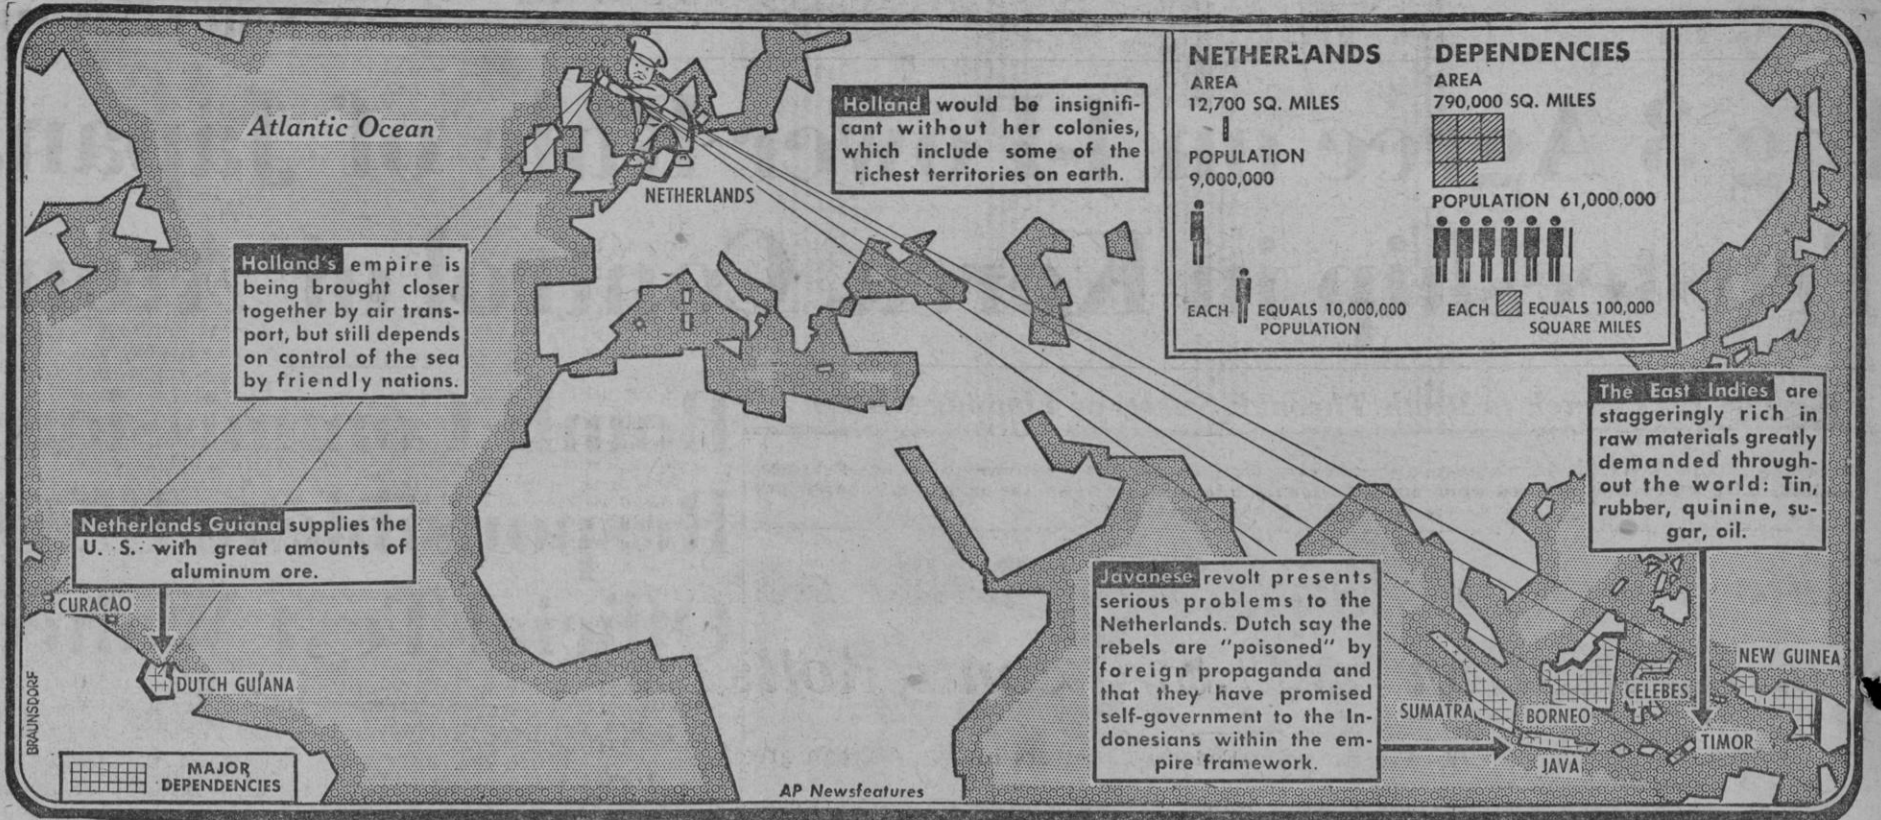 Atlantic Ocean
NETHERLANDS
Holland would be insignifi-
cant without her colonies,
which include some of the
richest territories on earth.
NETHERLANDS
AREA
12,700 SQ. MILES
POPULATION
9,000,000
DEPENDENCIES
AREA
790,000 SQ. MILES
POPULATION 61,000.000
EACH EQUALS 10,000,000
POPULATION
EACH EQUALS 100,000
SQUARE MILES
Holland's empire is
being brought closer
together by air trans-
port, but still depends
on control of the sea
by friendly nations.
The East Indies are
staggeringly rich in
raw materials greatly
demanded through-
out the world: Tin,
rubber, quinine, su-
gar, oil.
Netherlands Guiana supplies the
U. S. with great amounts of
aluminum ore.
CURACAO
DUTCH GUIANA
Javanese revolt presents
serious problems to the
Netherlands. Dutch say the
rebels are "poisoned" by
foreign propaganda and
that they have promised
self-government to the In-
donesians within the em-
pire framework.
SUMATRA
BORNEO
CELEBES
NEW GUINEA
TIMOR
JAVA
BRAUNSDORF
MAJOR
DEPENDENCIES
AP Newsfeatures